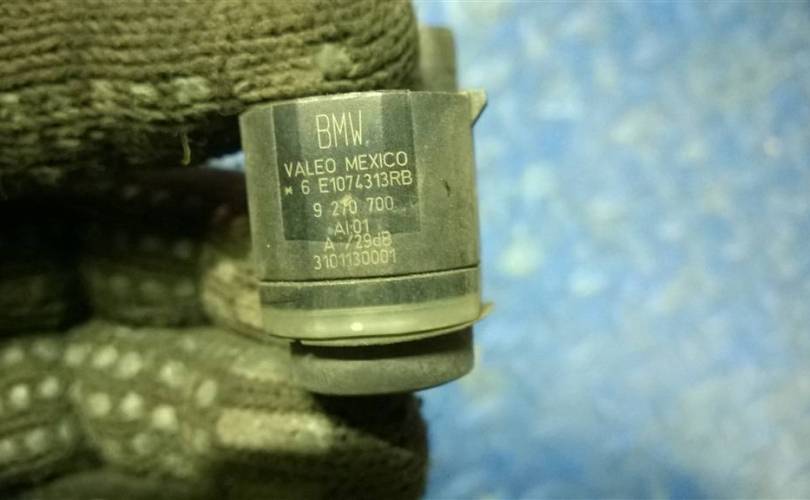 BMW
VALEO MEXICO
* 6 E1074313RB
9 270 700
AI:01
A /29dB
3101130001